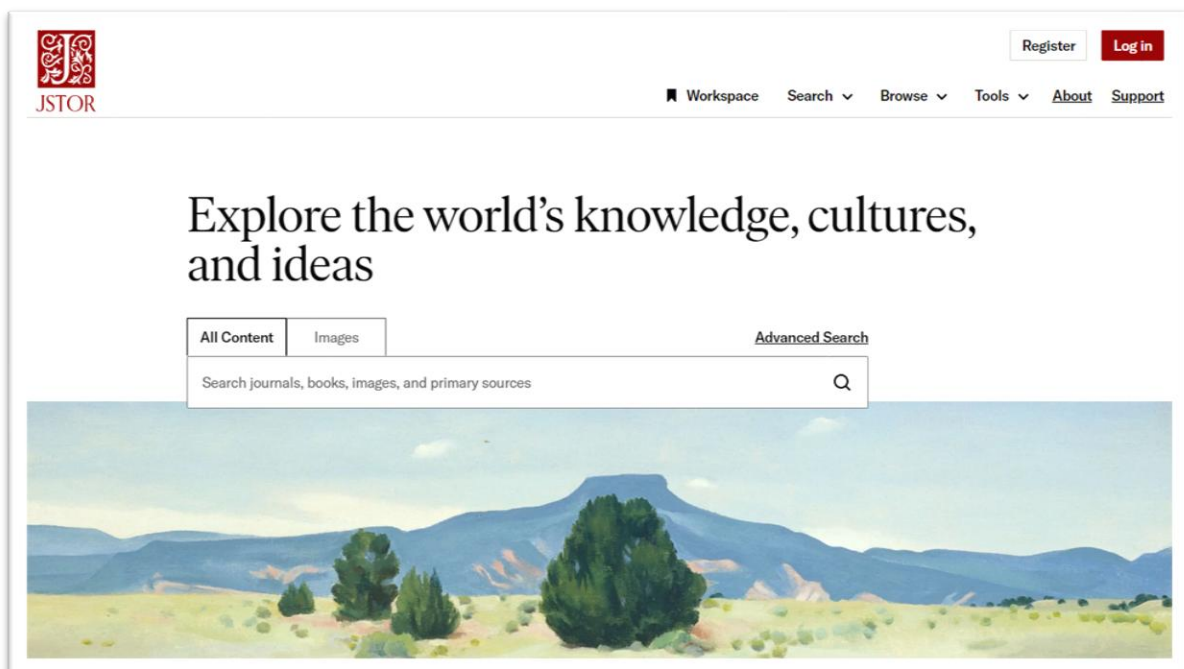 Register Log in
JSTOR
Workspace Search Browse Tools About Support
Explore the world's knowledge, cultures,
and ideas
All Content Images Advanced Search
Search journals, books, images, and primary sources